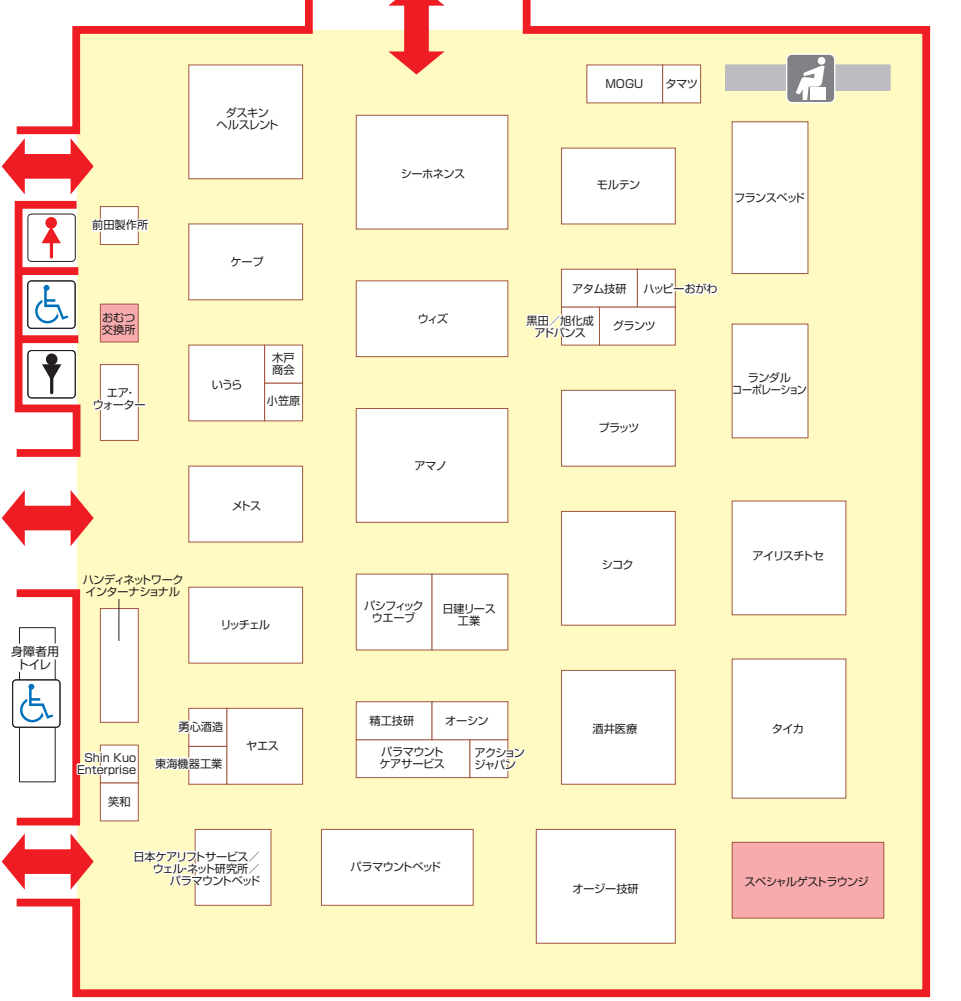 MOGU
タマツ
ダスキン
ヘルスレント
シーホネンス
モルテン
フランスベッド
前田製作所
ケープ
アタム技研
ハッピーおがわ
おむつ
交換所
ウィズ
黒田／旭化成
アドバンス
グランツ
いうら
木戸
商会
小笠原
エア・
ウォーター
ランダル
コーポレーション
プラッツ
アマノ
メトス
シコク
アイリスチトセ
ハンディネットワーク
インターナショナル
リッチェル
パシフィック
ウエーブ
日建リース
工業
身障者用
トイレ
勇心酒造
ヤエス
東海機器工業
精工技研
オーシン
パラマウント
ケアサービス
アクション
ジャパン
酒井医療
タイカ
Shin Kuo
Enterprise
笑和
日本ケアリフトサービス／
ウェル・ネット研究所／
パラマウントベッド
パラマウントベッド
オージー技研
スペシャルゲストラウンジ